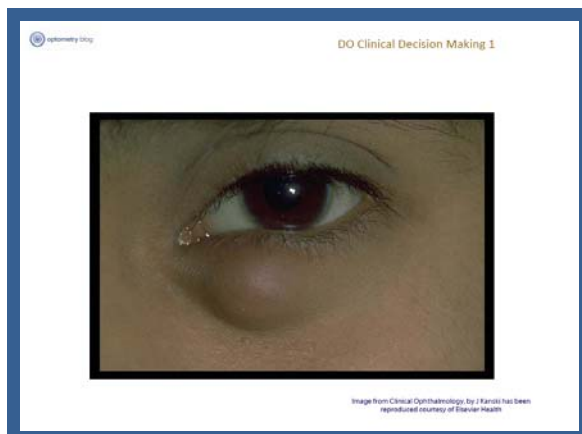 optometry blog
DO Clinical Decision Making 1
Image from Clinical Ophthalmology, by J Kanski has been
reproduced courtesy of Elsevier Health